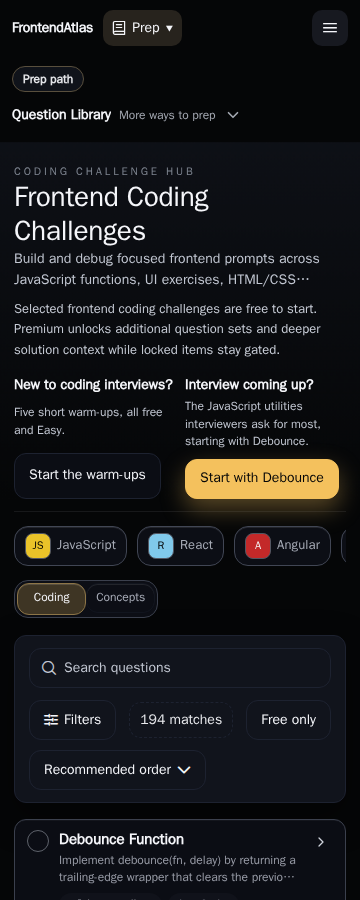 FrontendAtlas
Prep
Prep path
Question Library More ways to prep
CODING CHALLENGE HUB
Frontend Coding
Challenges
Build and debug focused frontend prompts across
JavaScript functions, UI exercises, HTML/CSS…
Selected frontend coding challenges are free to start.
Premium unlocks additional question sets and deeper
solution context while locked items stay gated.
New to coding interviews?
Five short warm-ups, all free
and Easy.
Start the warm-ups
Interview coming up?
The JavaScript utilities
interviewers ask for most,
starting with Debounce.
Start with Debounce
JS JavaScript
R React
A Angular
Coding
Concepts
Search questions
Filters
194 matches
Free only
Recommended order
Debounce Function
Implement debounce(fn, delay) by returning a
trailing-edge wrapper that clears the previo…